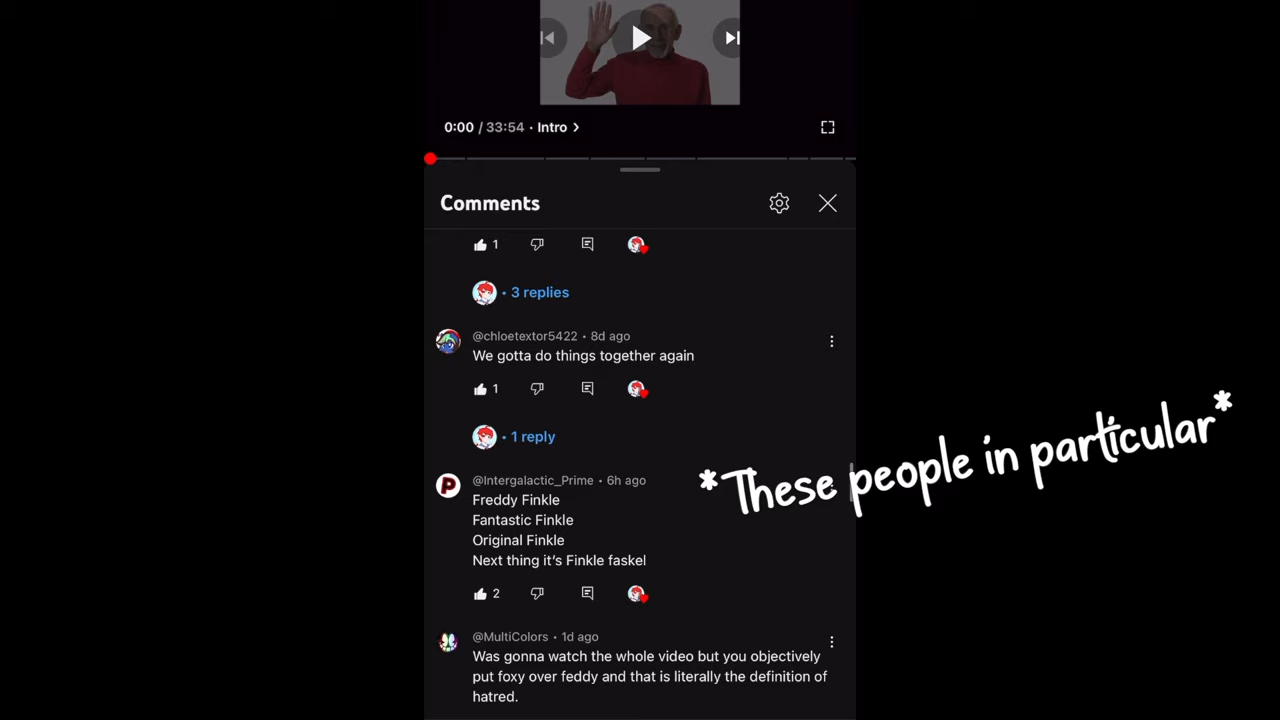 0:00 / 33:54 • Intro
Comments
1
• 3 replies
@chloetextor5422 • 8d ago
We gotta do things together again
1
• 1 reply
@Intergalactic_Prime • 6h ago
Freddy Finkle
Fantastic Finkle
Original Finkle
Next thing it’s Finkle faskel
2
*These people in particular*
@MultiColors • 1d ago
Was gonna watch the whole video but you objectively
put foxy over feddy and that is literally the definition of
hatred.